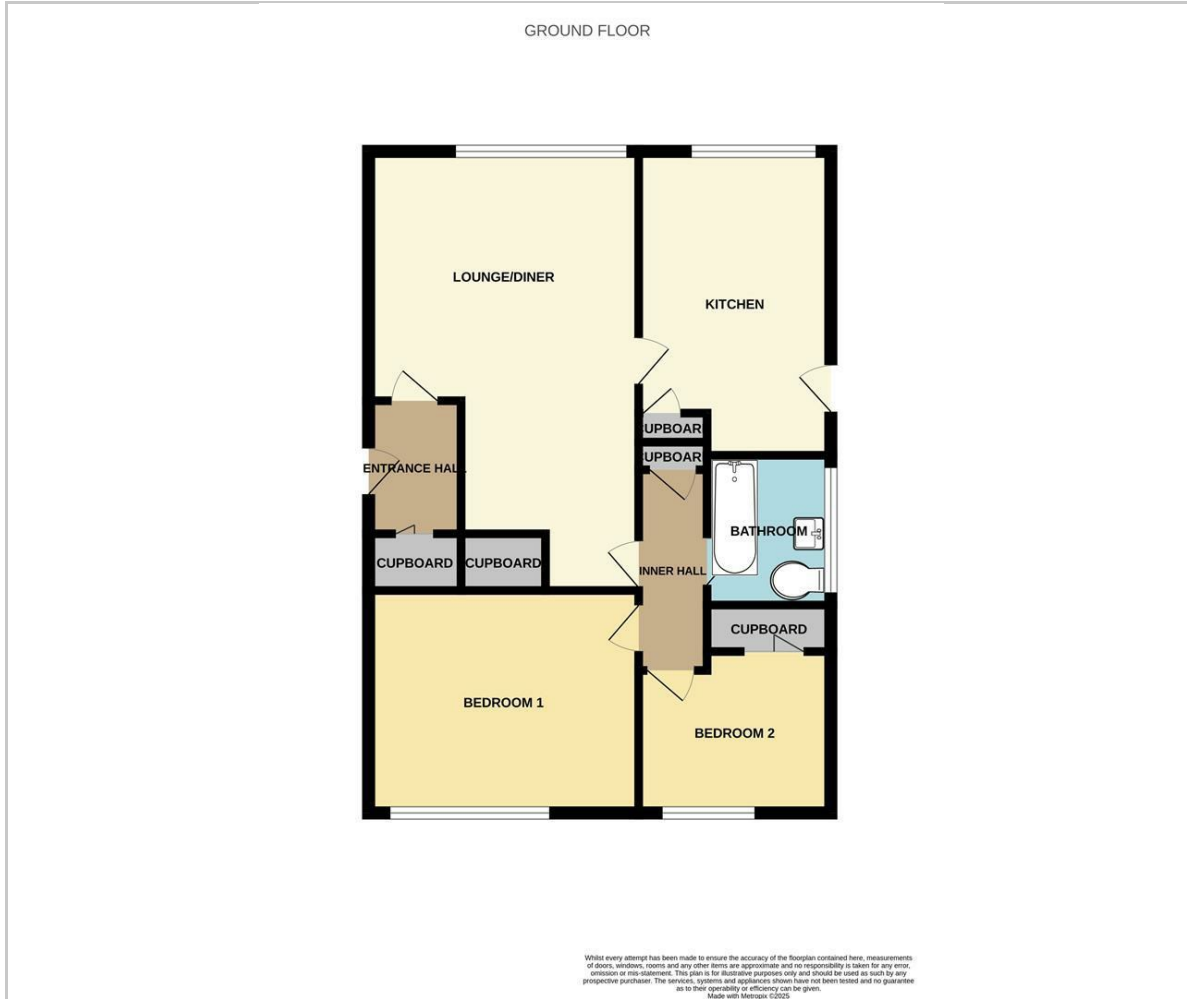 GROUND FLOOR
LOUNGE/DINER
KITCHEN
UPBOAR
UPBOAR
ENTRANCE HAL
BATHROOM
CUPBOARD
CUPBOARD
INNER HALL
CUPBOARD
BEDROOM 1
BEDROOM 2
Whilst every attempt has been made to ensure the accuracy of the floorplan contained here, measurements
of doors, windows, rooms and any other items are approximate and no responsibility is taken for any error,
omission or mis-statement. This plan is for illustrative purposes only and should be used as such by any
prospective purchaser. The services, systems and appliances shown have not been tested and no guarantee
as to their operability or efficiency can be given.
Made with Metropix ©2025